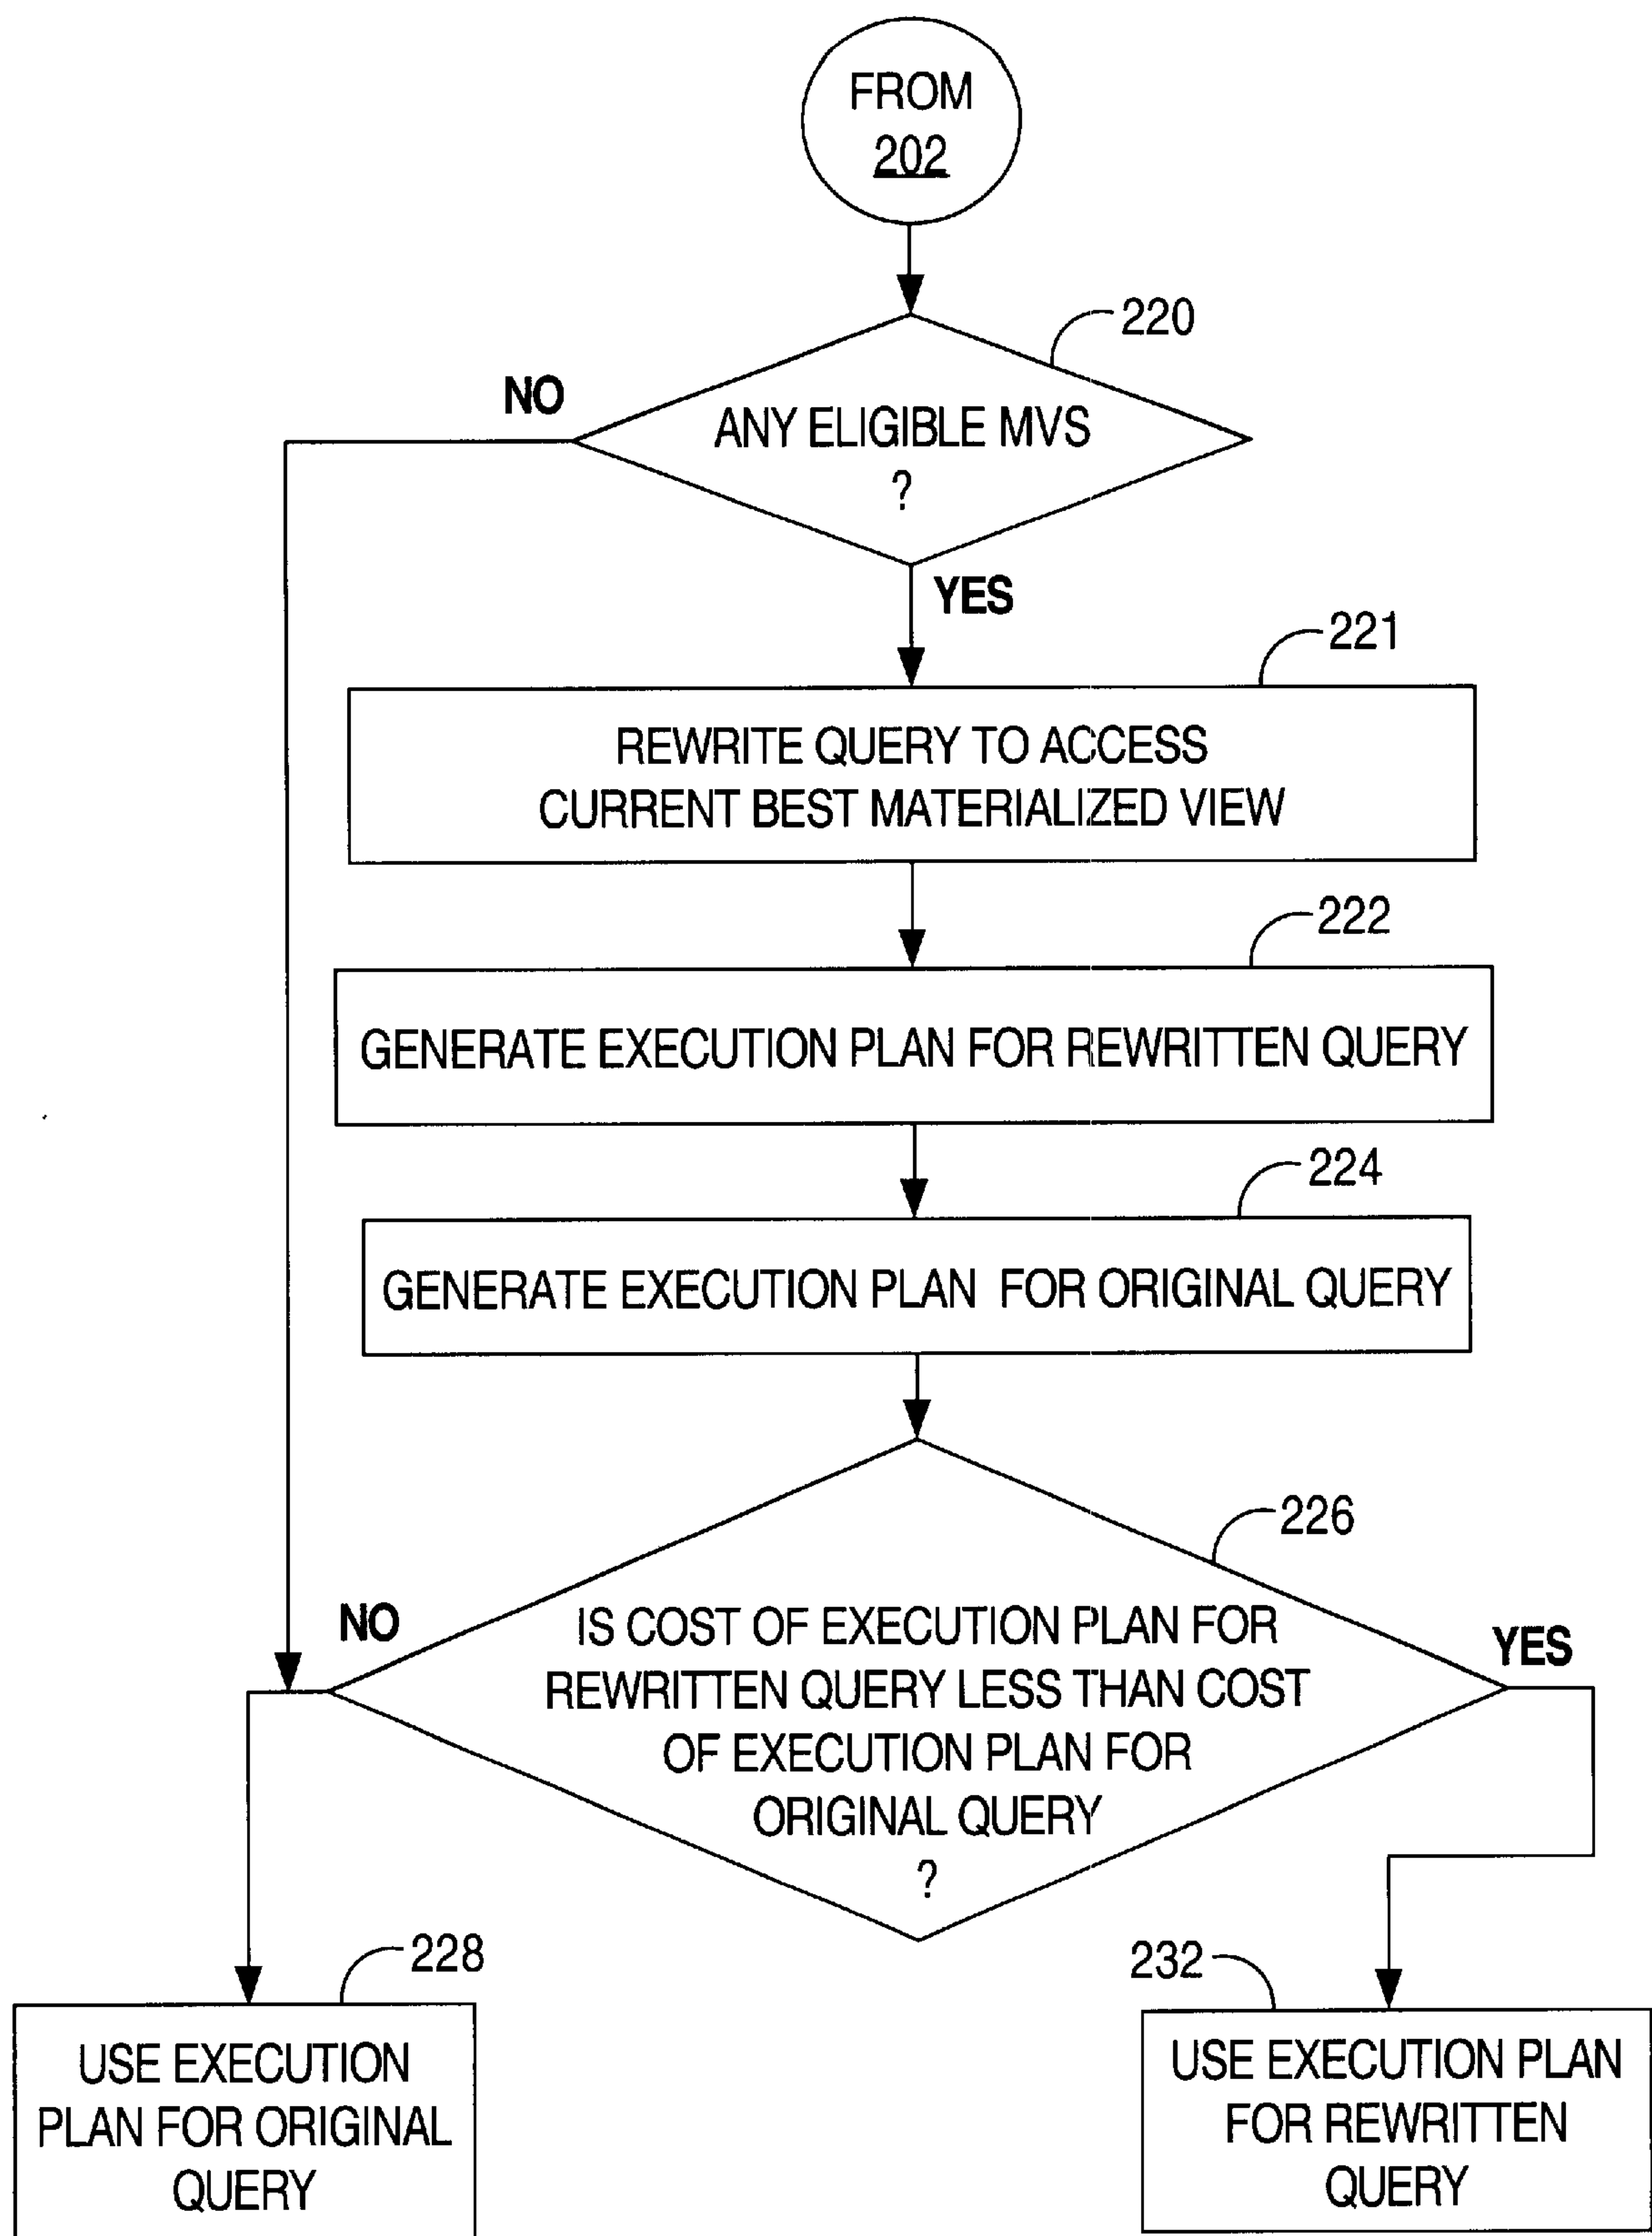 FROM
202
220
NO
ANY ELIGIBLE MVS
?
YES
221
REWRITE QUERY TO ACCESS
CURRENT BEST MATERIALIZED VIEW
222
GENERATE EXECUTION PLAN FOR REWRITTEN QUERY
224
GENERATE EXECUTION PLAN FOR ORIGINAL QUERY
226
NO
IS COST OF EXECUTION PLAN FOR
REWRITTEN QUERY LESS THAN COST
OF EXECUTION PLAN FOR
ORIGINAL QUERY
?
YES
228
USE EXECUTION
PLAN FOR ORIGINAL
QUERY
232
USE EXECUTION PLAN
FOR REWRITTEN
QUERY